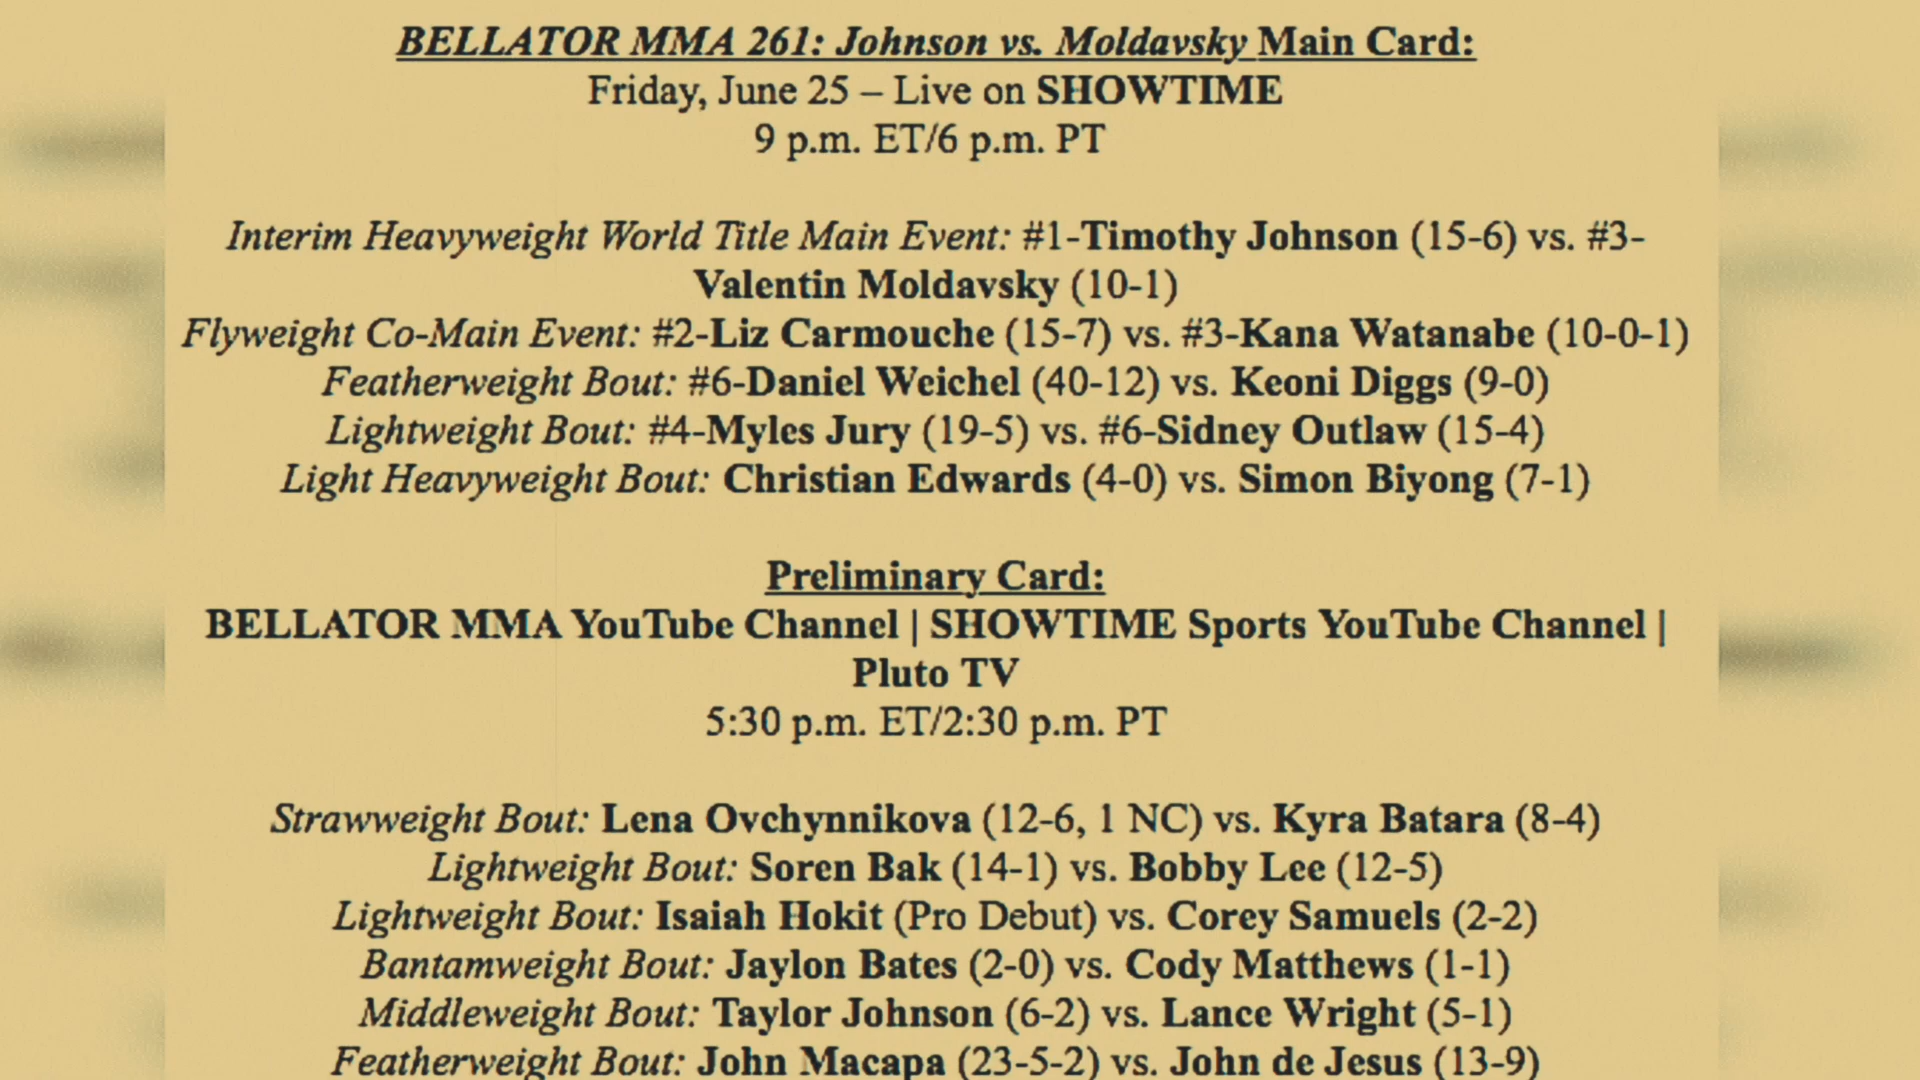 BELLATOR MMA 261: Johnson vs. Moldavsky Main Card:
Friday, June 25 – Live on SHOWTIME
9 p.m. ET/6 p.m. PT
Interim Heavyweight World Title Main Event: #1-Timothy Johnson (15-6) vs. #3-
Valentin Moldavsky (10-1)
Flyweight Co-Main Event: #2-Liz Carmouche (15-7) vs. #3-Kana Watanabe (10-0-1)
Featherweight Bout: #6-Daniel Weichel (40-12) vs. Keoni Diggs (9-0)
Lightweight Bout: #4-Myles Jury (19-5) vs. #6-Sidney Outlaw (15-4)
Light Heavyweight Bout: Christian Edwards (4-0) vs. Simon Biyong (7-1)
Preliminary Card:
BELLATOR MMA YouTube Channel | SHOWTIME Sports YouTube Channel |
Pluto TV
5:30 p.m. ET/2:30 p.m. PT
Strawweight Bout: Lena Ovchynnikova (12-6, 1 NC) vs. Kyra Batara (8-4)
Lightweight Bout: Soren Bak (14-1) vs. Bobby Lee (12-5)
Lightweight Bout: Isaiah Hokit (Pro Debut) vs. Corey Samuels (2-2)
Bantamweight Bout: Jaylon Bates (2-0) vs. Cody Matthews (1-1)
Middleweight Bout: Taylor Johnson (6-2) vs. Lance Wright (5-1)
Featherweight Bout: John Macapa (23-5-2) vs. John de Jesus (13-9)